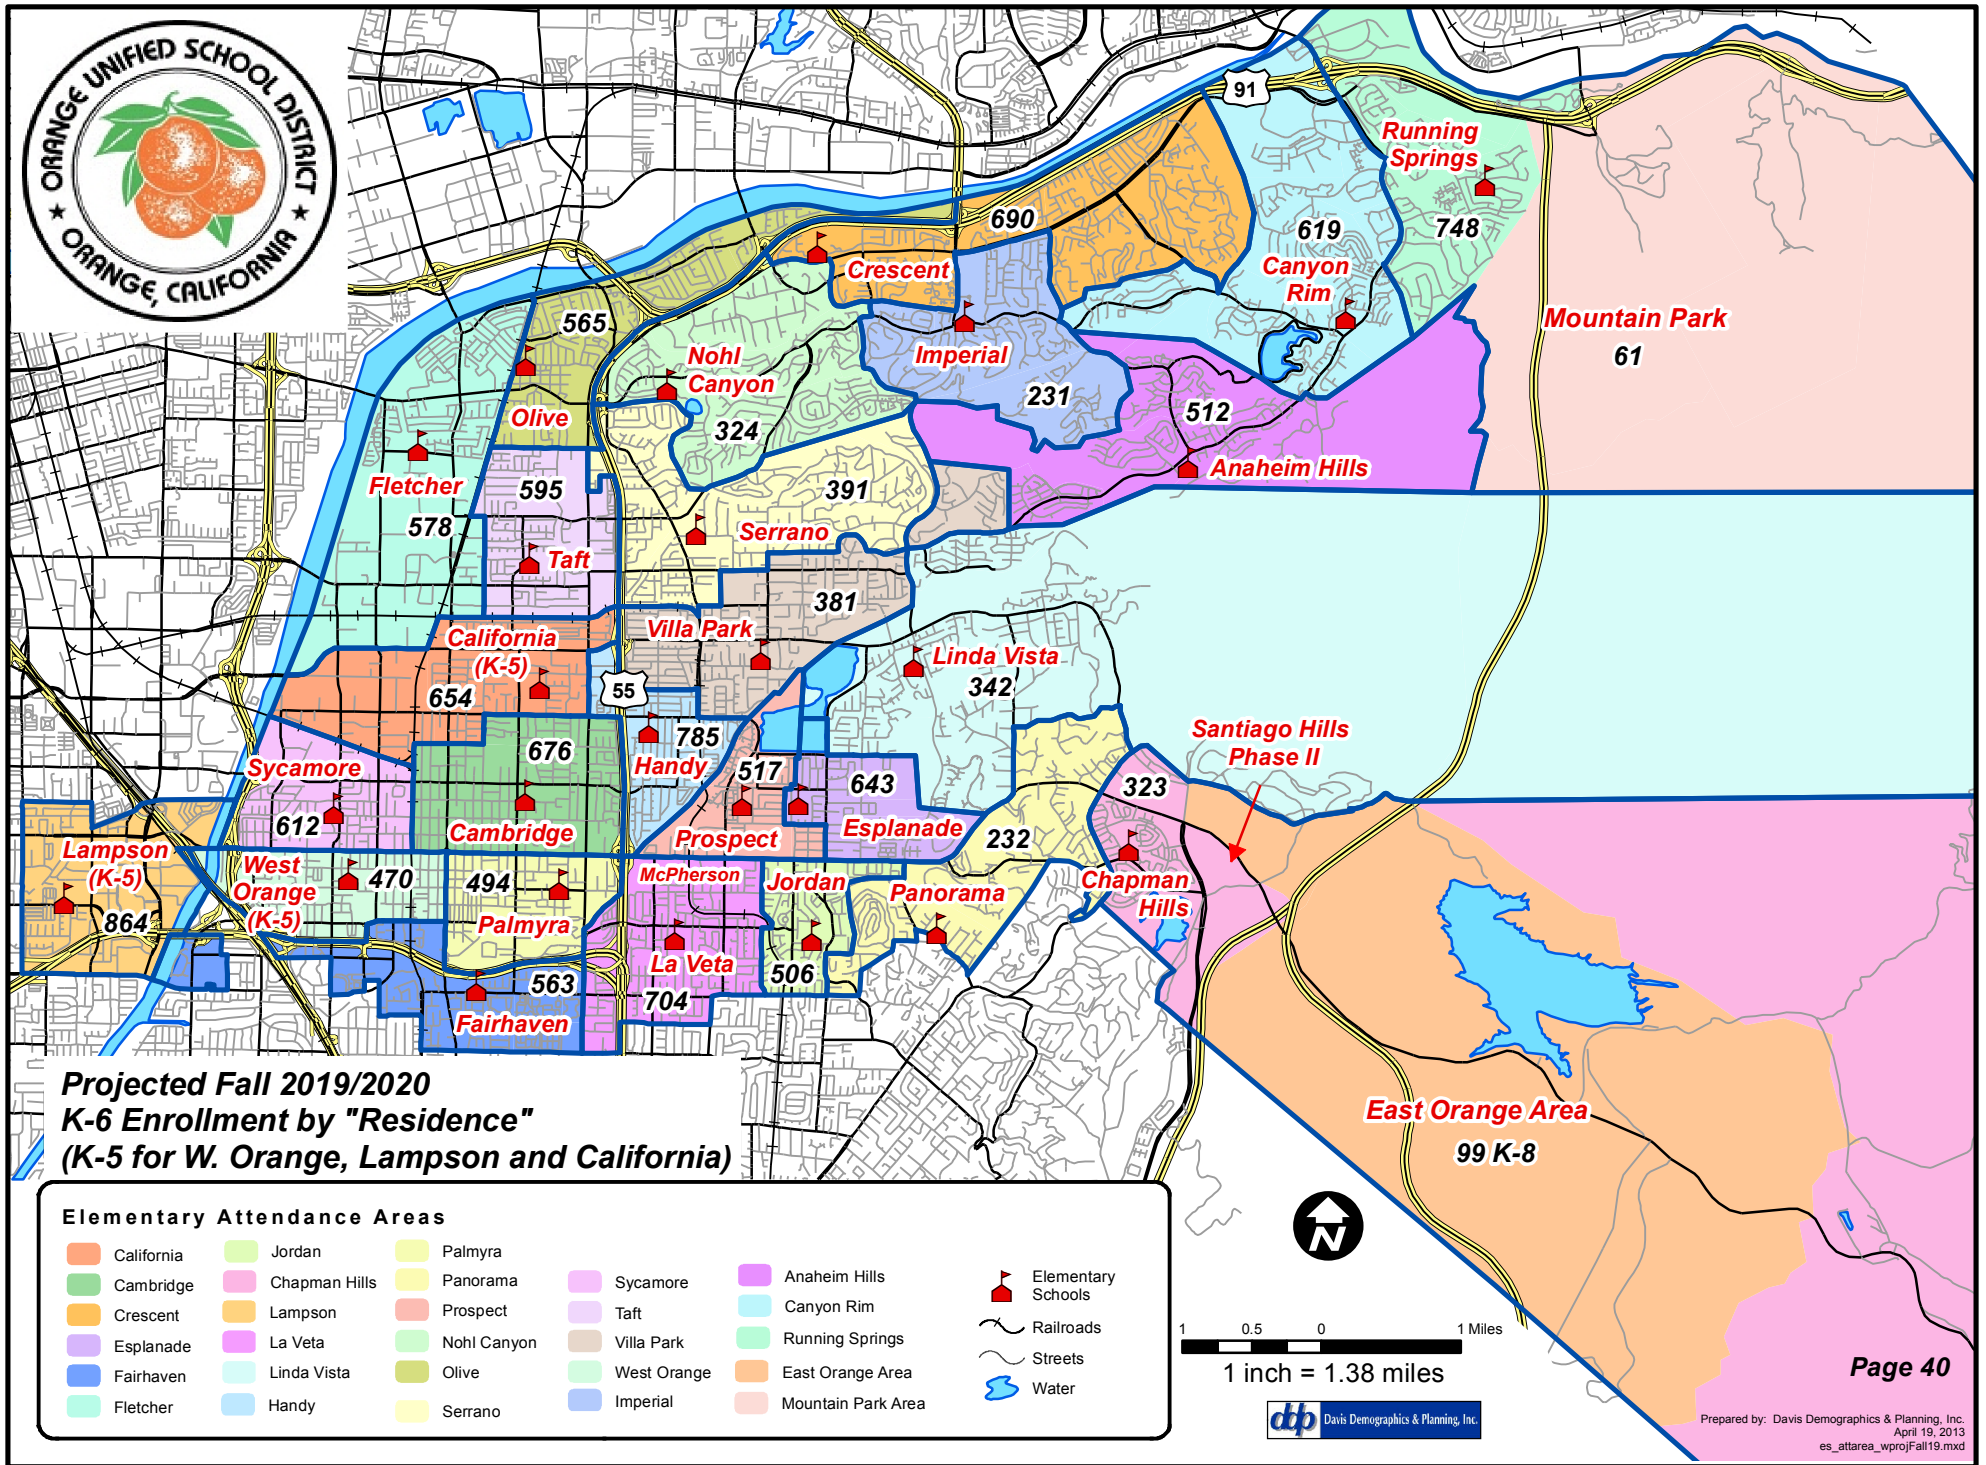 ORANGE UNIFIED SCHOOL DISTRICT
ORANGE, CALIFORNIA
91
Running
Springs
748
690
619
Canyon
Rim
Crescent
Mountain Park
61
565
Nohl
Canyon
Imperial
231
512
Olive
324
Anaheim Hills
Fletcher
595
391
578
Serrano
Taft
381
California
(K-5)
Villa Park
Linda Vista
342
654
55
Santiago Hills
Phase II
676
785
Handy
517
643
323
Sycamore
612
Cambridge
Prospect
Esplanade
232
Lampson
(K-5)
864
West
Orange
(K-5)
470
494
Palmyra
McPherson
Jordan
Panorama
Chapman
Hills
La Veta
506
563
704
Fairhaven
East Orange Area
99 K-8
Projected Fall 2019/2020
K-6 Enrollment by "Residence"
(K-5 for W. Orange, Lampson and California)
Elementary Attendance Areas
California
Cambridge
Crescent
Esplanade
Fairhaven
Fletcher
Jordan
Chapman Hills
Lampson
La Veta
Linda Vista
Handy
Palmyra
Panorama
Prospect
Nohl Canyon
Olive
Serrano
Sycamore
Taft
Villa Park
West Orange
Imperial
Anaheim Hills
Canyon Rim
Running Springs
East Orange Area
Mountain Park Area
Elementary
Schools
Railroads
Streets
Water
N
1 0.5 0 1 Miles
1 inch = 1.38 miles
ddp Davis Demographics & Planning, Inc.
Page 40
Prepared by: Davis Demographics & Planning, Inc.
April 19, 2013
es_attarea_wprojFall19.mxd